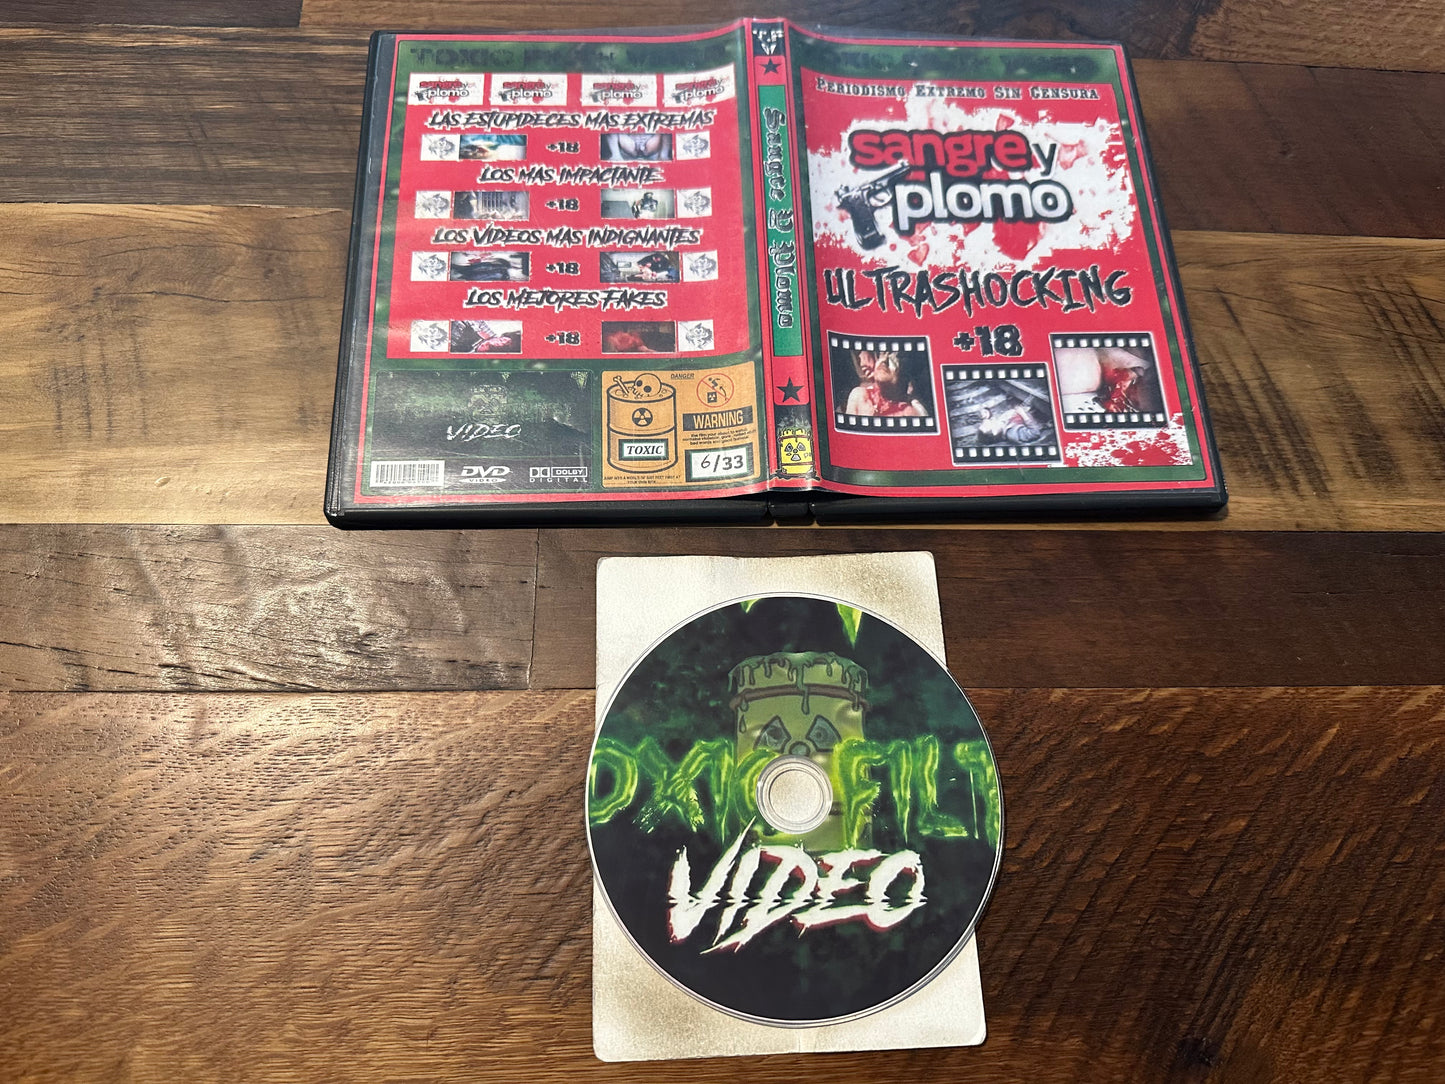 sangre y
plomo
sangre y
plomo
sangre y
plomo
sangre y
plomo
LAS ESTUPIDECES MAS EXTREMAS
+18
LOS MAS IMPACTANTE
+18
LOS VIDEOS MAS INDIGNANTES
+18
LOS MEJORES FAKES
+18
VIDEO
DVD
VIDEO
DOLBY
DIGITAL
DANGER
WARNING
TOXIC
6/33
Sangre y Plomo
PERIODISMO EXTREMO SIN CENSURA
sangre y
plomo
ULTRASHOCKING
+18
OXIC FILT
VIDEO